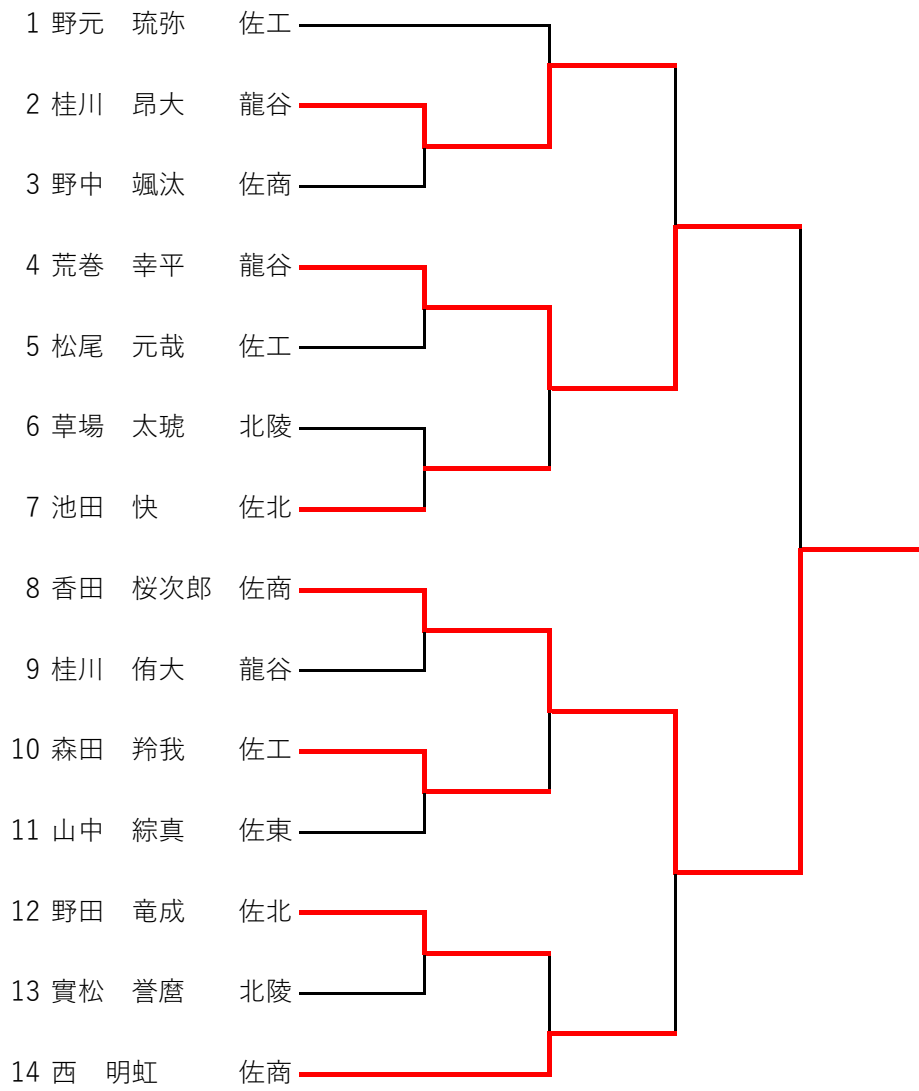 1 野元　琉弥　佐工
2 桂川　昂大　龍谷
3 野中　颯汰　佐商
4 荒巻　幸平　龍谷
5 松尾　元哉　佐工
6 草場　太琥　北陵
7 池田　快　佐北
8 香田　桜次郎　佐商
9 桂川　侑大　龍谷
10 森田　羚我　佐工
11 山中　綜真　佐東
12 野田　竜成　佐北
13 實松　誉麿　北陵
14 西　明虹　佐商